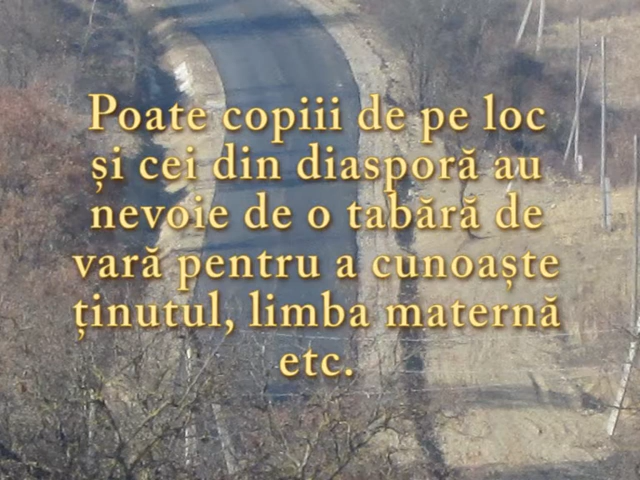 Poate copiii de pe loc
și cei din diasporă au
nevoie de o tabără de
vară pentru a cunoaște
ținutul, limba maternă
etc.